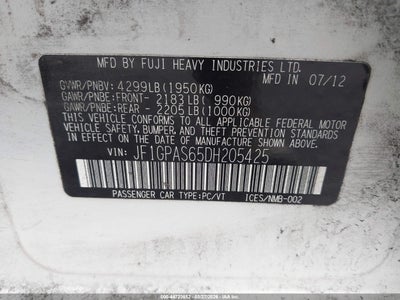 MFD BY FUJI HEAVY INDUSTRIES LTD. 07/12
GVWR/PNBV: 4299LB(1950KG)
GAWR/PNBE: FRONT- 2183LB( 990KG)
GAWR/PNBE: REAR - 2205LB(1000KG)
THIS VEHICLE CONFORMS TO ALL APPLICABLE
FEDERAL MOTOR VEHICLE SAFETY, BUMPER, AND
THEFT PREVENTION STANDARDS IN EFFECT ON
THE DATE OF MANUFACTURE SHOWN ABOVE.
VIN: JF1GPAS65DH205425
PASSENGER CAR TYPE:PC/VT ICES/NMB-002